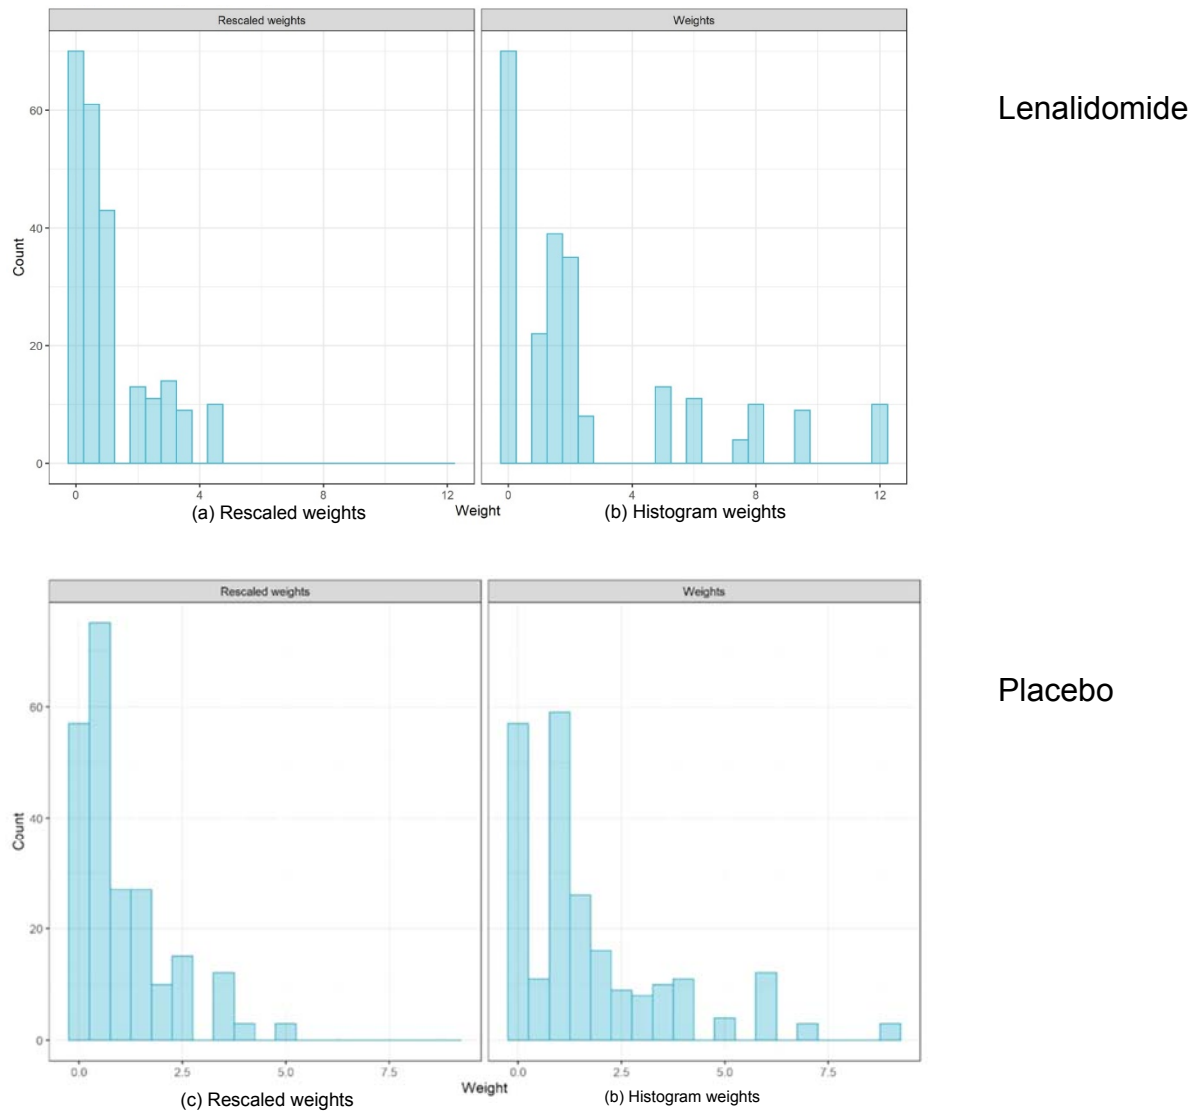 Rescaled weights
Weights
Lenalidomide
60
40
20
0
Count
0 4 8 12
0 4 8 12
(a) Rescaled weights
Weight
(b) Histogram weights
Rescaled weights
Weights
Placebo
60
40
20
0
Count
0.0 2.5 5.0 7.5
0.0 2.5 5.0 7.5
Weight
(c) Rescaled weights
(b) Histogram weights